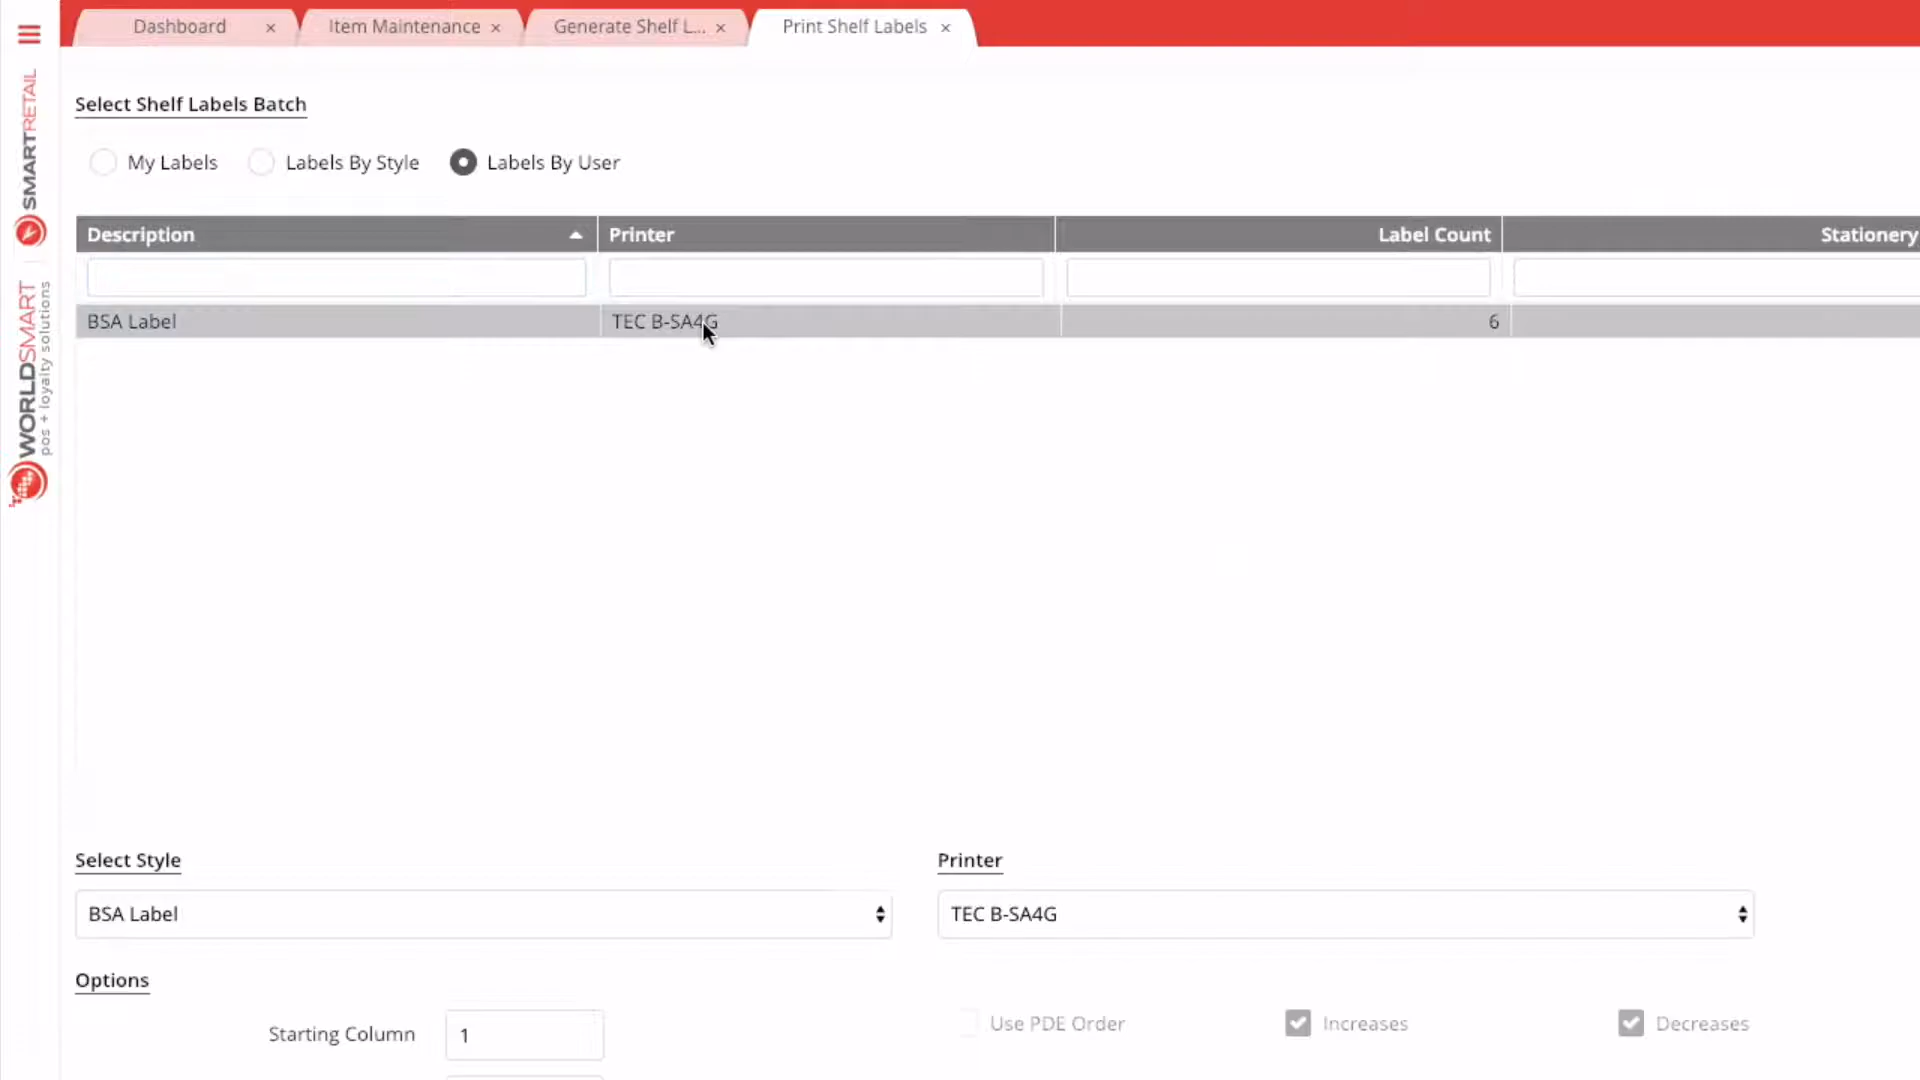 Dashboard × Item Maintenance × Generate Shelf L... × Print Shelf Labels ×
SMARTRETAIL
WORLDSMART
pos + loyalty solutions
Select Shelf Labels Batch
My Labels Labels By Style Labels By User
Description Printer Label Count Stationery
BSA Label TEC B-SA4G 6
Select Style Printer
BSA Label TEC B-SA4G
Options
Starting Column 1 Use PDE Order Increases Decreases